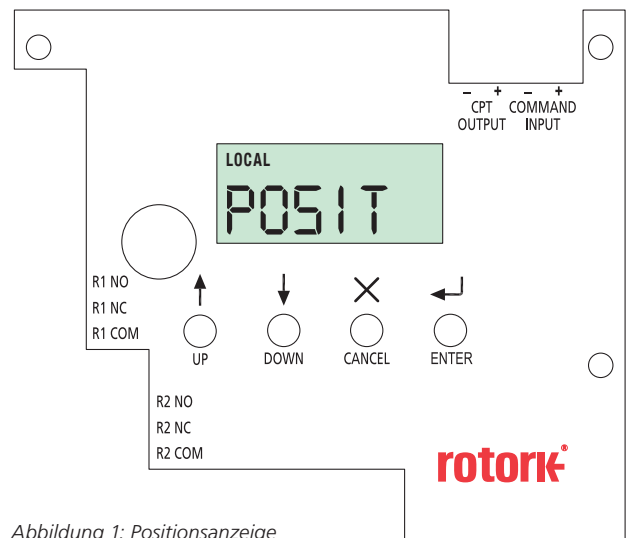 – + – +
CPT COMMAND
OUTPUT INPUT
LOCAL
POSIT
R1 NO
R1 NC
R1 COM
UP DOWN CANCEL ENTER
R2 NO
R2 NC
R2 COM
rotork®
Abbildung 1: Positionsanzeige